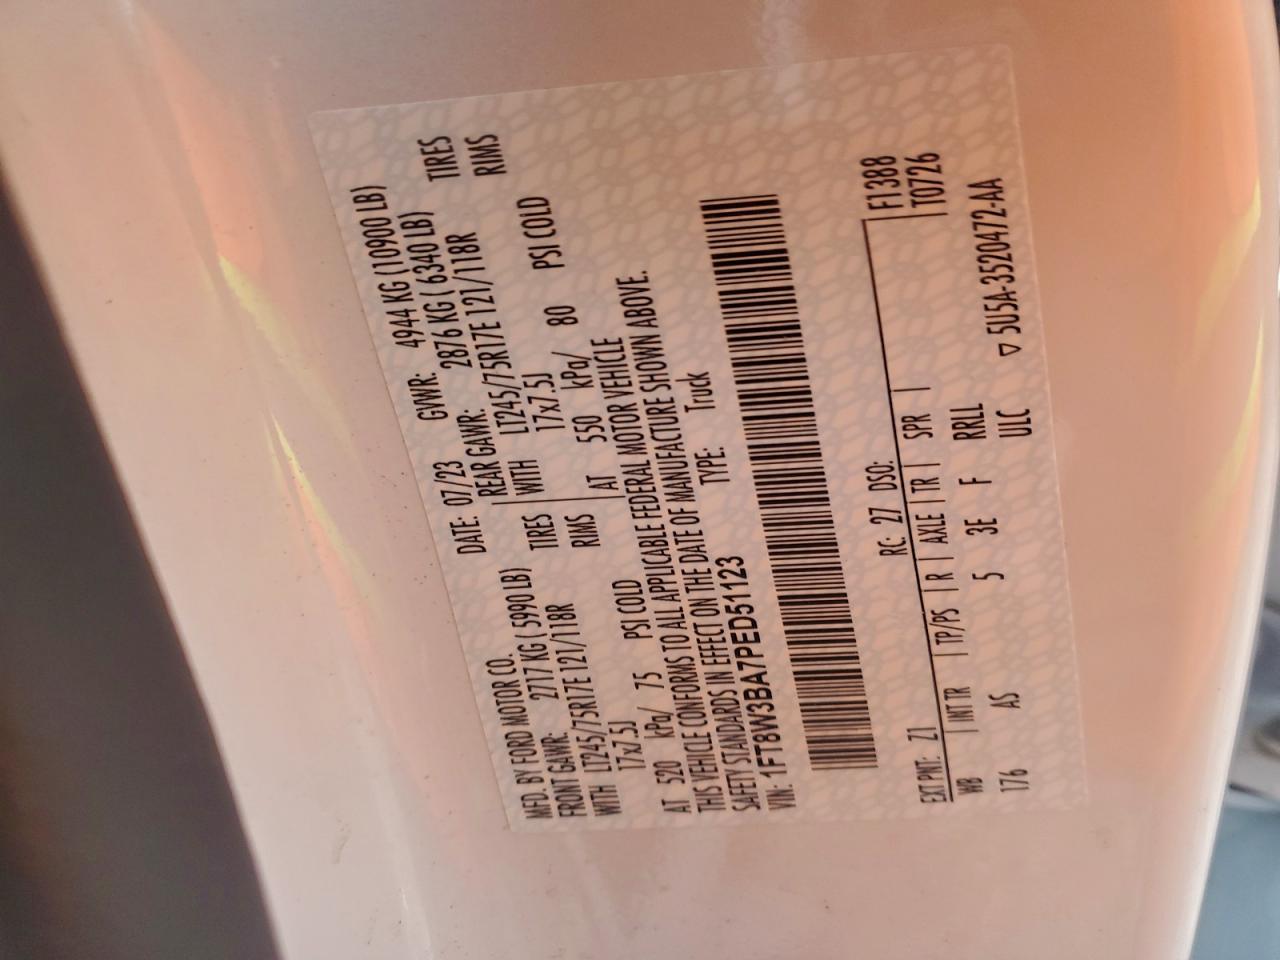 MFD. BY FORD MOTOR CO.
DATE: 07/23 GVWR: 4944 KG (10900 LB)
FRONT GAWR: 2717 KG ( 5990 LB) REAR GAWR: 2876 KG ( 6340 LB)
WITH LT245/75R17E 121/118R TIRES WITH LT245/75R17E 121/118R TIRES
17x7.5J RIMS 17x7.5J RIMS
AT 520 kPa/ 75 PSI COLD AT 550 kPa/ 80 PSI COLD
THIS VEHICLE CONFORMS TO ALL APPLICABLE FEDERAL MOTOR VEHICLE
SAFETY STANDARDS IN EFFECT ON THE DATE OF MANUFACTURE SHOWN ABOVE.
VIN: 1FT8W3BA7PED51123 TYPE: Truck
F1388
T0726
EXT PNT: Z1 RC: 27 DSO:
WB | INT TR | TP/PS | R | AXLE | TR | SPR |
176 AS 5 3E F RRLL
ULC ▽ 5U5A-3520472-AA